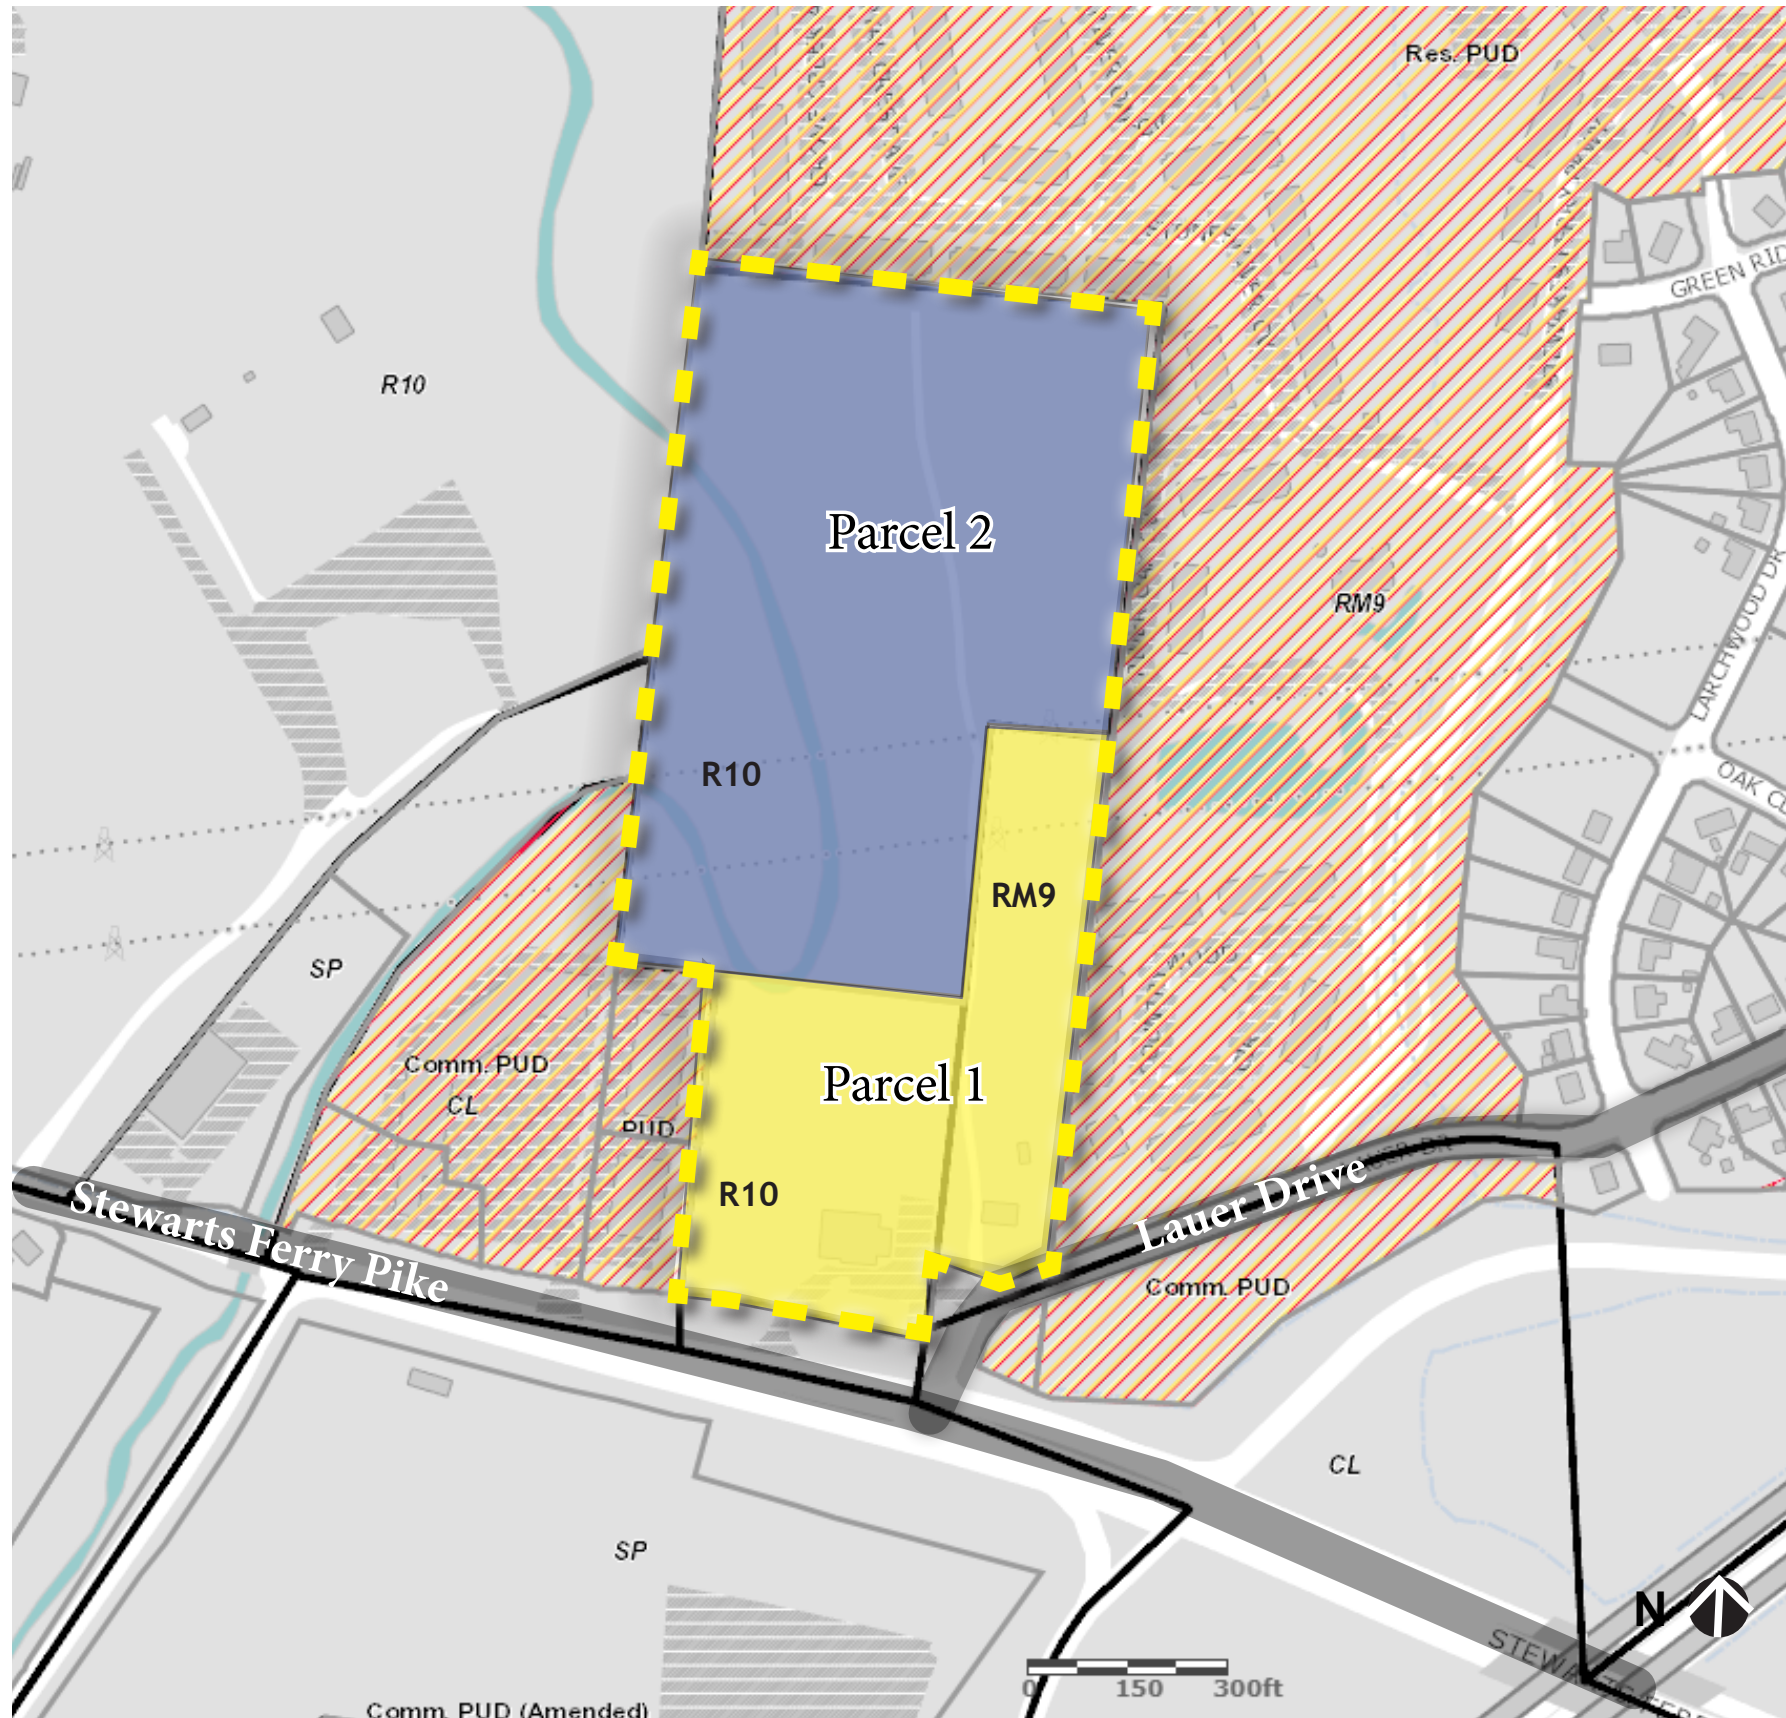 Res. PUD
GREEN RID
R10
Parcel 2
RM9
LARCHWOOD DR
R10
OAK CL
RM9
SP
Comm. PUD
CL
PUD
Parcel 1
R10
Lauer Drive
Stewarts Ferry Pike
Comm. PUD
CL
SP
N
0 150 300ft
Comm. PUD (Amended)